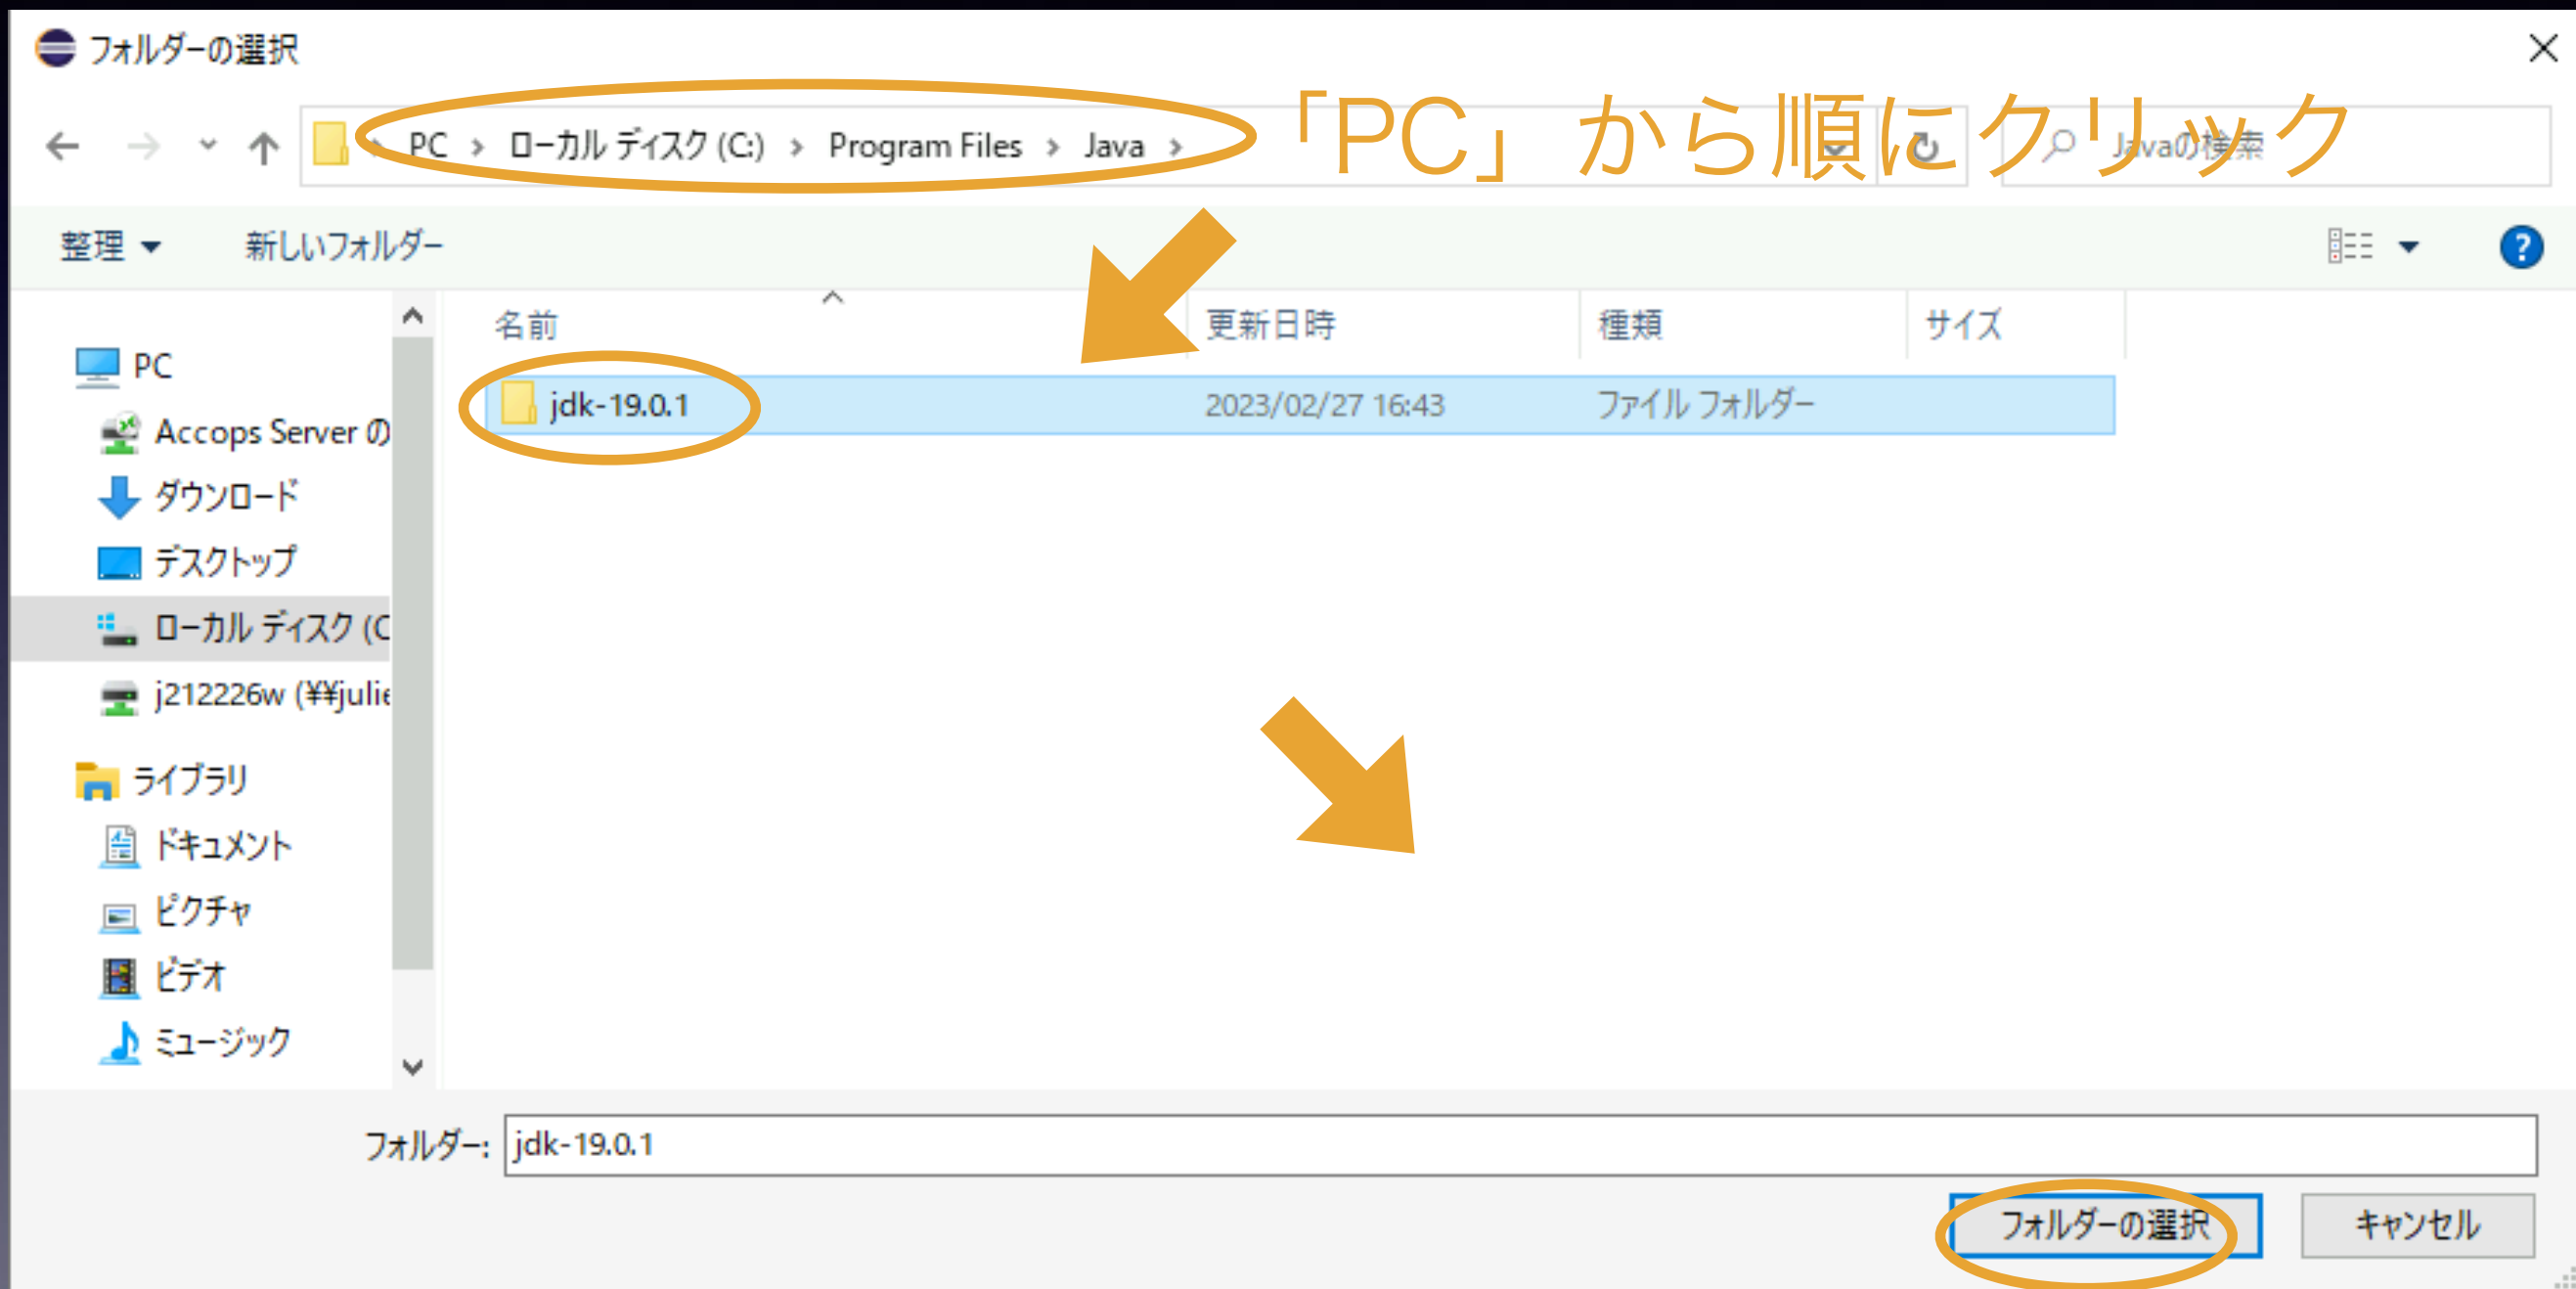 フォルダーの選択
PC › ローカル ディスク (C:) › Program Files › Java ›
「PC」から順にクリック
Javaの検索
整理
新しいフォルダー
名前
更新日時
種類
サイズ
PC
Accops Server の
ダウンロード
デスクトップ
ローカル ディスク (C
j212226w (¥¥julie
ライブラリ
ドキュメント
ピクチャ
ビデオ
ミュージック
jdk-19.0.1
2023/02/27 16:43
ファイル フォルダー
フォルダー:
jdk-19.0.1
フォルダーの選択
キャンセル